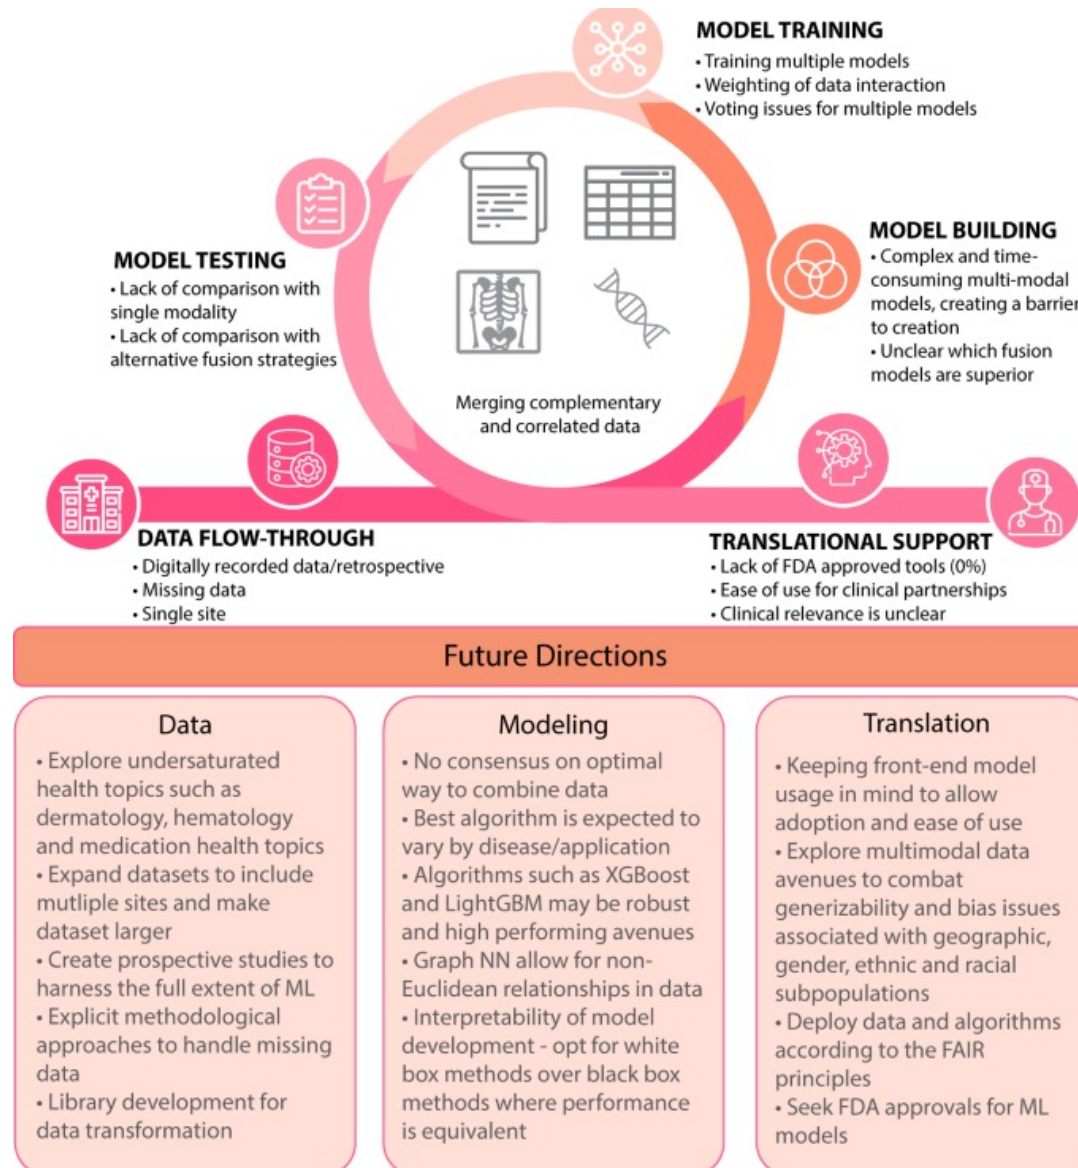 MODEL TRAINING
• Training multiple models
• Weighting of data interaction
• Voting issues for multiple models
MODEL BUILDING
• Complex and time-
consuming multi-modal
models, creating a barrier
to creation
• Unclear which fusion
models are superior
MODEL TESTING
• Lack of comparison with
single modality
• Lack of comparison with
alternative fusion strategies
Merging complementary
and correlated data
DATA FLOW-THROUGH
• Digitally recorded data/retrospective
• Missing data
• Single site
TRANSLATIONAL SUPPORT
• Lack of FDA approved tools (0%)
• Ease of use for clinical partnerships
• Clinical relevance is unclear
Future Directions
Data
• Explore undersaturated
health topics such as
dermatology, hematology
and medication health topics
• Expand datasets to include
mutliple sites and make
dataset larger
• Create prospective studies to
harness the full extent of ML
• Explicit methodological
approaches to handle missing
data
• Library development for
data transformation
Modeling
• No consensus on optimal
way to combine data
• Best algorithm is expected to
vary by disease/application
• Algorithms such as XGBoost
and LightGBM may be robust
and high performing avenues
• Graph NN allow for non-
Euclidean relationships in data
• Interpretability of model
development - opt for white
box methods over black box
methods where performance
is equivalent
Translation
• Keeping front-end model
usage in mind to allow
adoption and ease of use
• Explore multimodal data
avenues to combat
generizability and bias issues
associated with geographic,
gender, ethnic and racial
subpopulations
• Deploy data and algorithms
according to the FAIR
principles
• Seek FDA approvals for ML
models